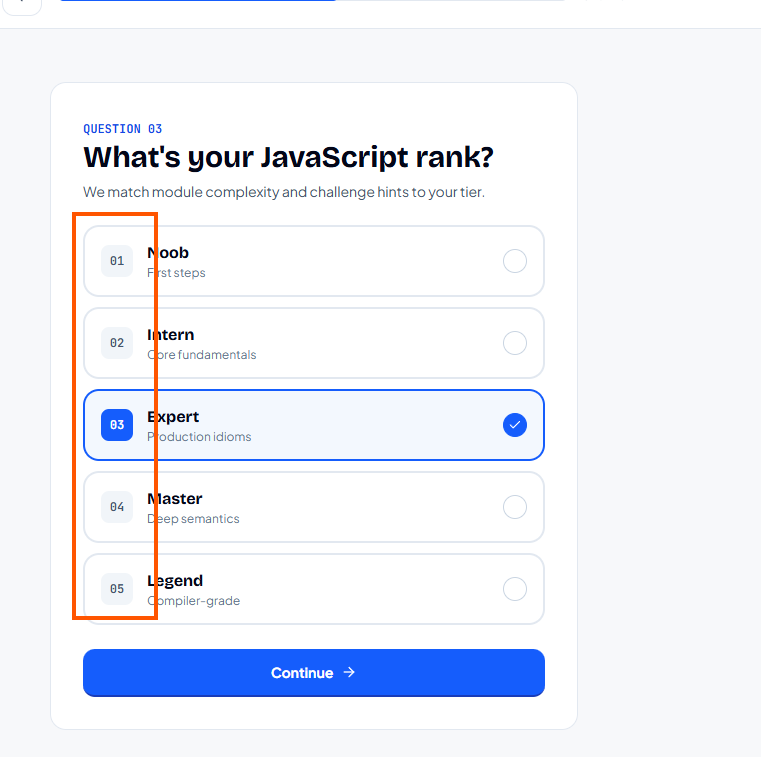 QUESTION 03
What's your JavaScript rank?
We match module complexity and challenge hints to your tier.
01
Noob
First steps
02
Intern
Core fundamentals
03
Expert
Production idioms
04
Master
Deep semantics
05
Legend
Compiler-grade
Continue →